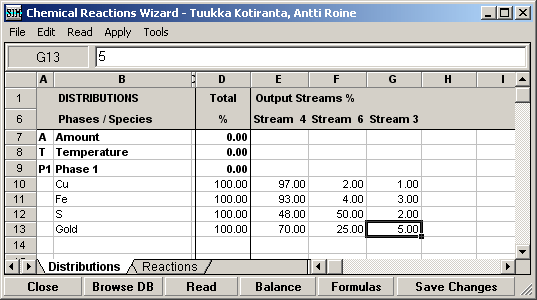 Chemical Reactions Wizard - Tuukka Kotiranta, Antti Roine
File Edit Read Apply Tools
G13 5
A B C D E F G H I
1 DISTRIBUTIONS Total Output Streams %
6 Phases / Species % Stream 4 Stream 6 Stream 3
7 A Amount 0.00
8 T Temperature 0.00
9 P1 Phase 1 0.00
10 Cu 100.00 97.00 2.00 1.00
11 Fe 100.00 93.00 4.00 3.00
12 S 100.00 48.00 50.00 2.00
13 Gold 100.00 70.00 25.00 5.00
14
Distributions Reactions
Close Browse DB Read Balance Formulas Save Changes